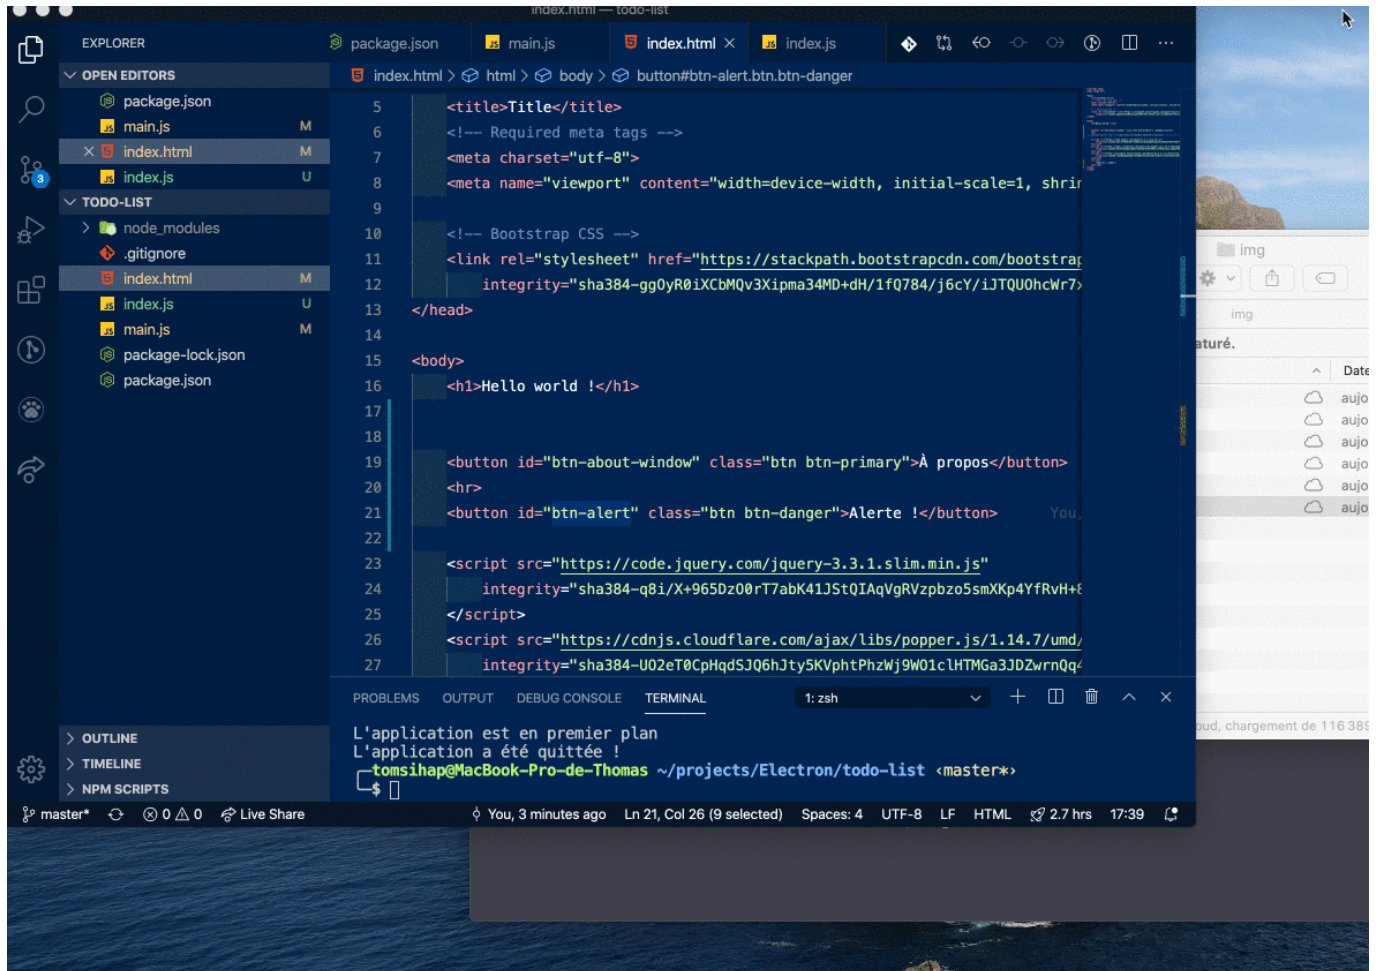 index.html — todo-list
EXPLORER
package.json
main.js
index.html
index.js
OPEN EDITORS
package.json
main.js M
index.html M
index.js U
TODO-LIST
node_modules
.gitignore
index.html M
index.js U
main.js M
package-lock.json
package.json
OUTLINE
TIMELINE
NPM SCRIPTS
3
index.html > html > body > button#btn-alert.btn.btn-danger
5 <title>Title</title>
6 <!-- Required meta tags -->
7 <meta charset="utf-8">
8 <meta name="viewport" content="width=device-width, initial-scale=1, shrin
9
10 <!-- Bootstrap CSS -->
11 <link rel="stylesheet" href="https://stackpath.bootstrapcdn.com/bootstrap
12 integrity="sha384-ggOyR0iXCbMQv3Xipma34MD+dH/1fQ784/j6cY/iJTQUOhcWr7x
13 </head>
14
15 <body>
16 <h1>Hello world !</h1>
17
18
19 <button id="btn-about-window" class="btn btn-primary">À propos</button>
20 <hr>
21 <button id="btn-alert" class="btn btn-danger">Alerte !</button> You,
22
23 <script src="https://code.jquery.com/jquery-3.3.1.slim.min.js"
24 integrity="sha384-q8i/X+965DzO0rT7abK41JStQIAqVgRVzpbzo5smXKp4YfRvH+8
25 </script>
26 <script src="https://cdnjs.cloudflare.com/ajax/libs/popper.js/1.14.7/umd/
27 integrity="sha384-UO2eT0CpHqdSJQ6hJty5KVphtPhzWj9WO1clHTMGa3JDZwrnQq4
PROBLEMS OUTPUT DEBUG CONSOLE TERMINAL 1: zsh
L'application est en premier plan
L'application a été quittée !
tomsihap@MacBook-Pro-de-Thomas ~/projects/Electron/todo-list ‹master*›
$
master* 0 0 Live Share You, 3 minutes ago Ln 21, Col 26 (9 selected) Spaces: 4 UTF-8 LF HTML 2.7 hrs 17:39
img
img
aturé.
Date
aujo
aujo
aujo
aujo
aujo
aujo
oud, chargement de 116 389